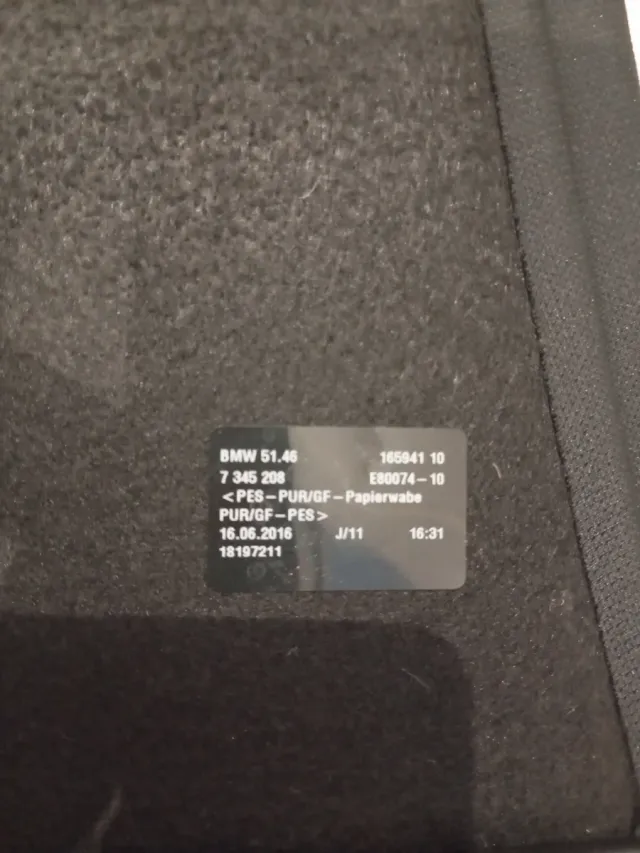 BMW 51.46 165941 10
7 345 208 E80074-10
<PES-PUR/GF-Papierwabe
PUR/GF-PES>
16.06.2016 J/11 16:31
18197211